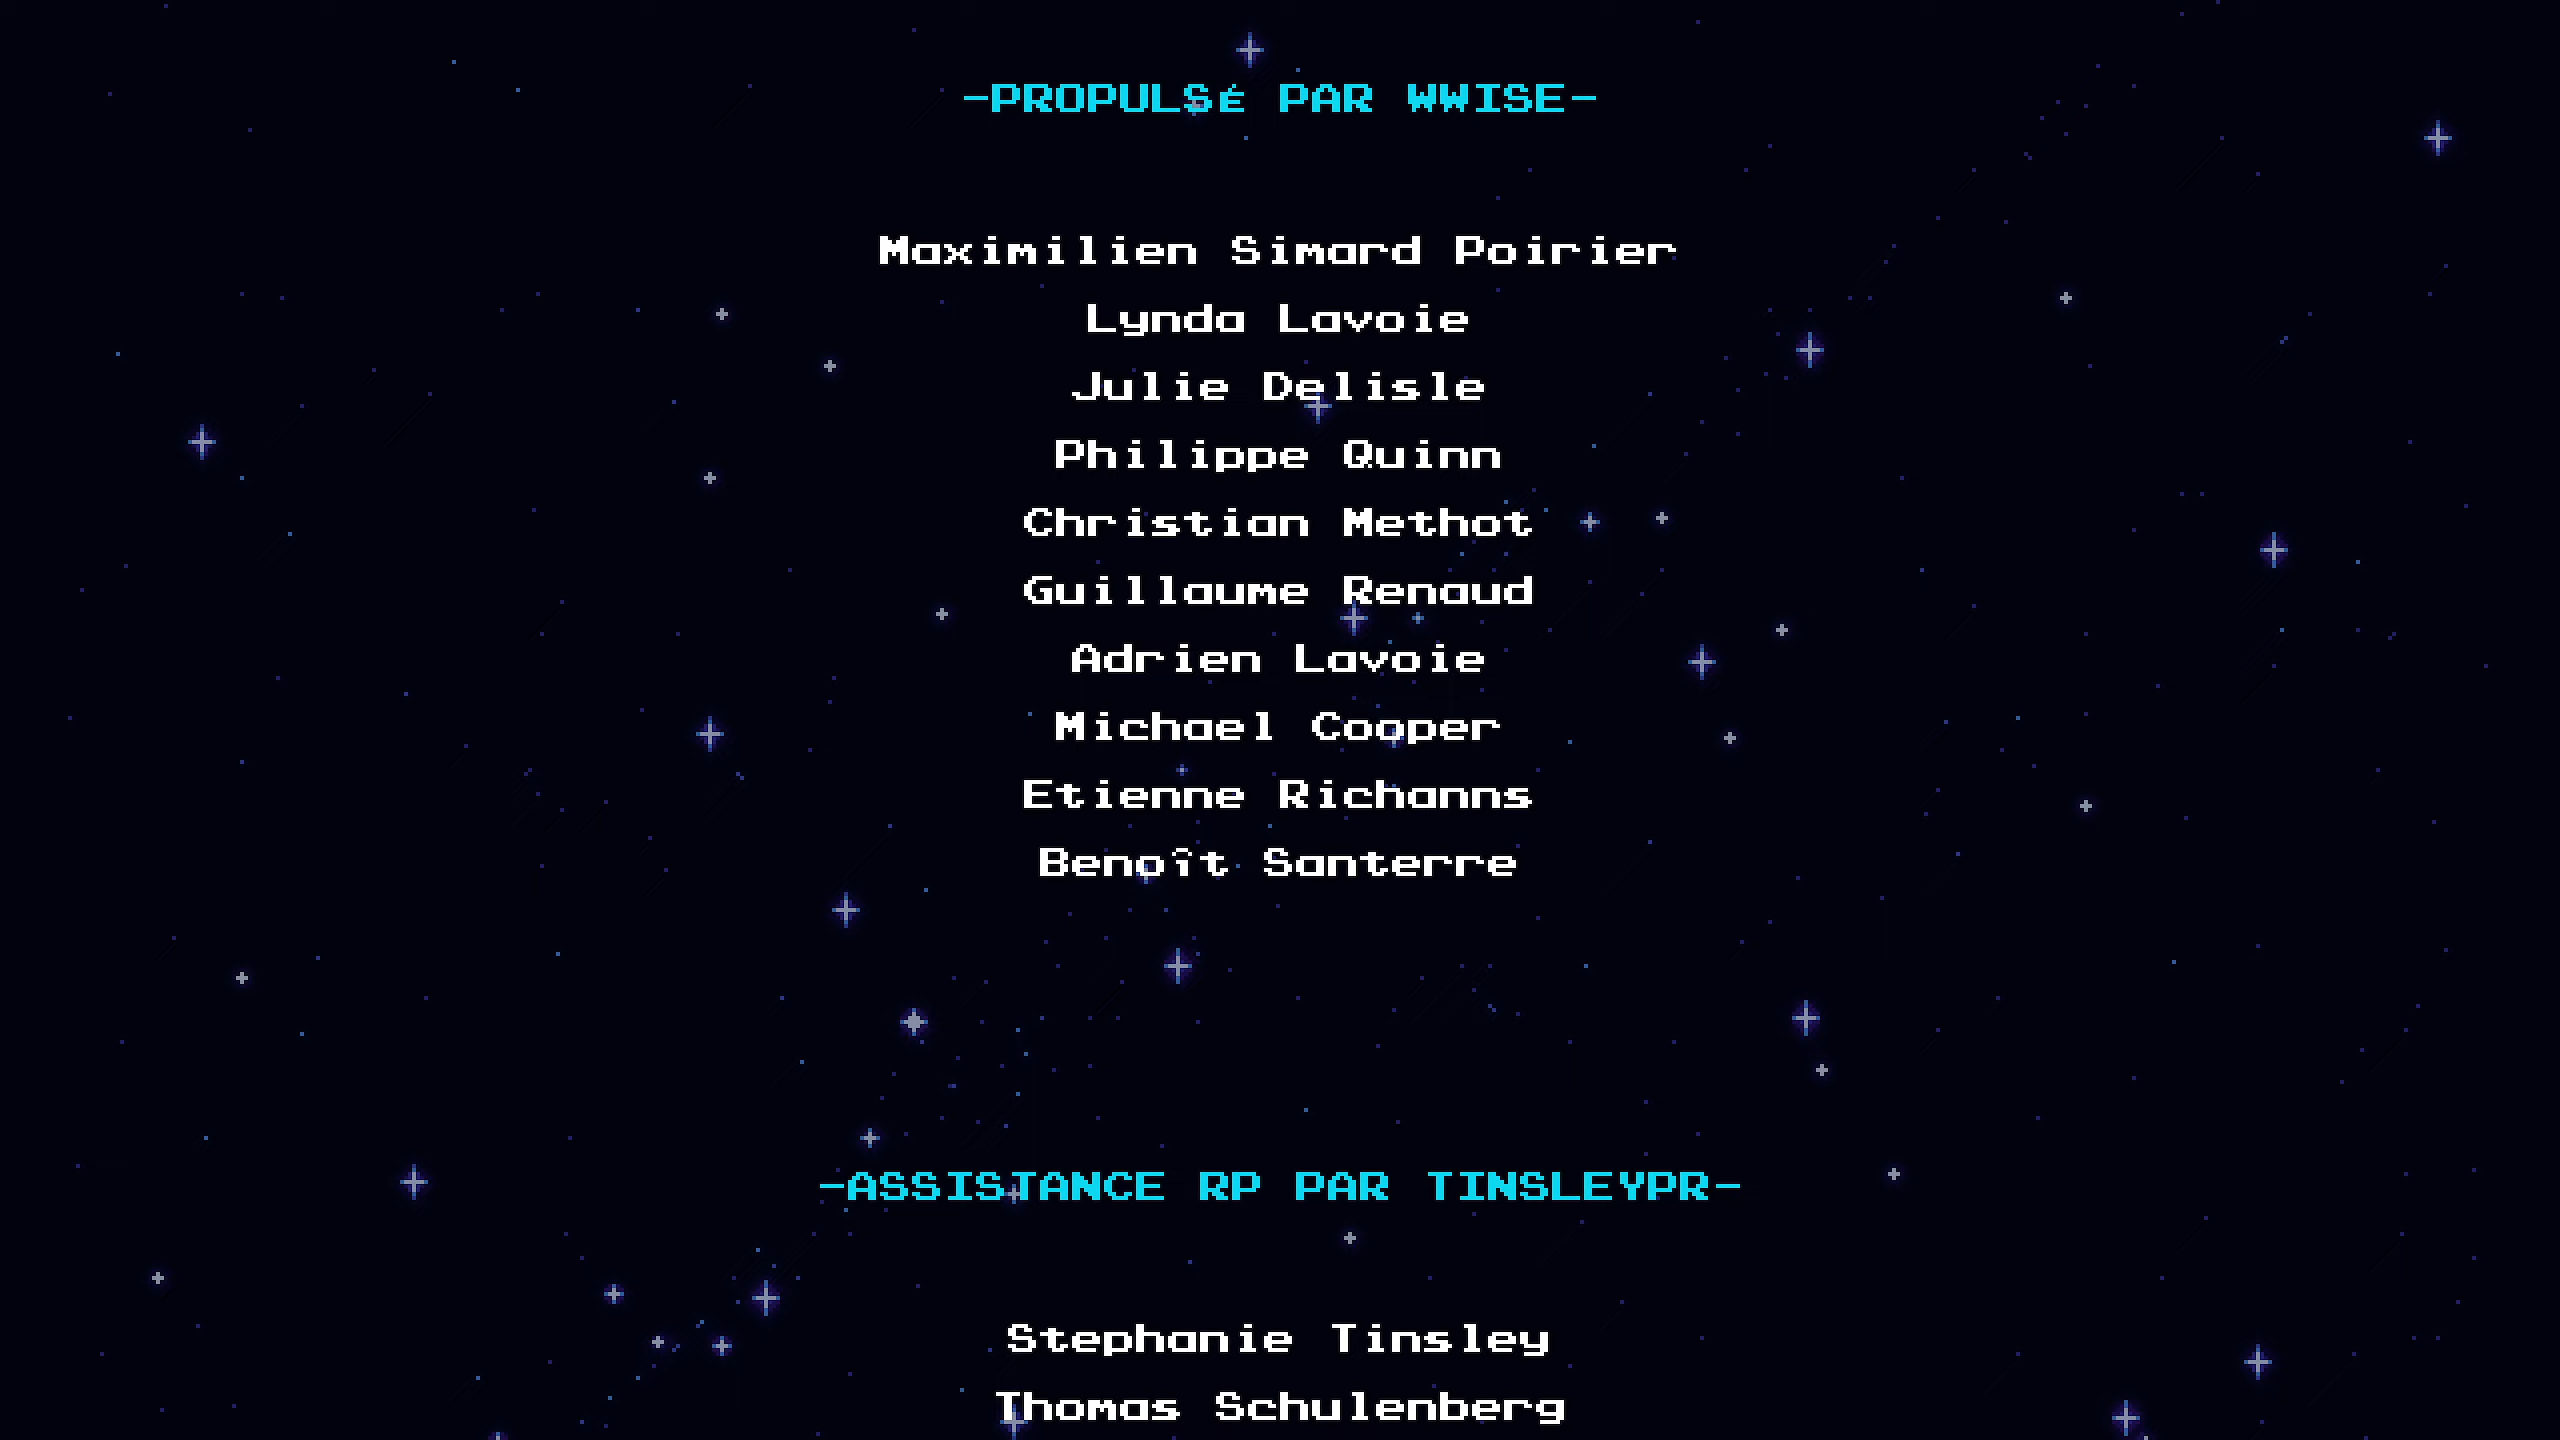 -PROPULSÉ PAR WWISE-
Maximilien Simard Poirier
Lynda Lavoie
Julie Delisle
Philippe Quinn
Christian Methot
Guillaume Renaud
Adrien Lavoie
Michael Cooper
Etienne Richanns
Benoît Santerre
-ASSISTANCE RP PAR TINSLEYPR-
Stephanie Tinsley
Thomas Schulenberg